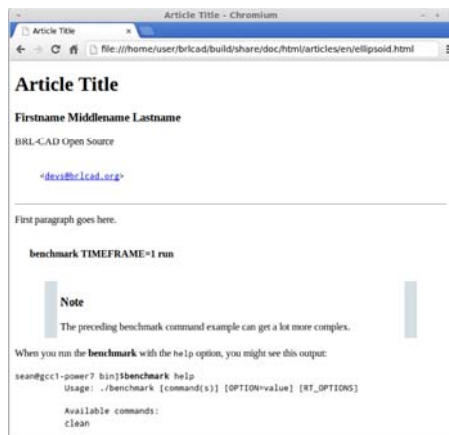 Article Title - Chromium
Article Title
file:///home/user/brlcad/build/share/doc/html/articles/en/ellipsoid.html
Article Title
Firstname Middlename Lastname
BRL-CAD Open Source
<devs@brlcad.org>
First paragraph goes here.
benchmark TIMEFRAME=1 run
Note
The preceding benchmark command example can get a lot more complex.
When you run the benchmark with the help option, you might see this output:
sean@gcc1-power7 bin]$benchmark help
Usage: ./benchmark [command(s)] [OPTION=value] [RT_OPTIONS]
Available commands:
clean